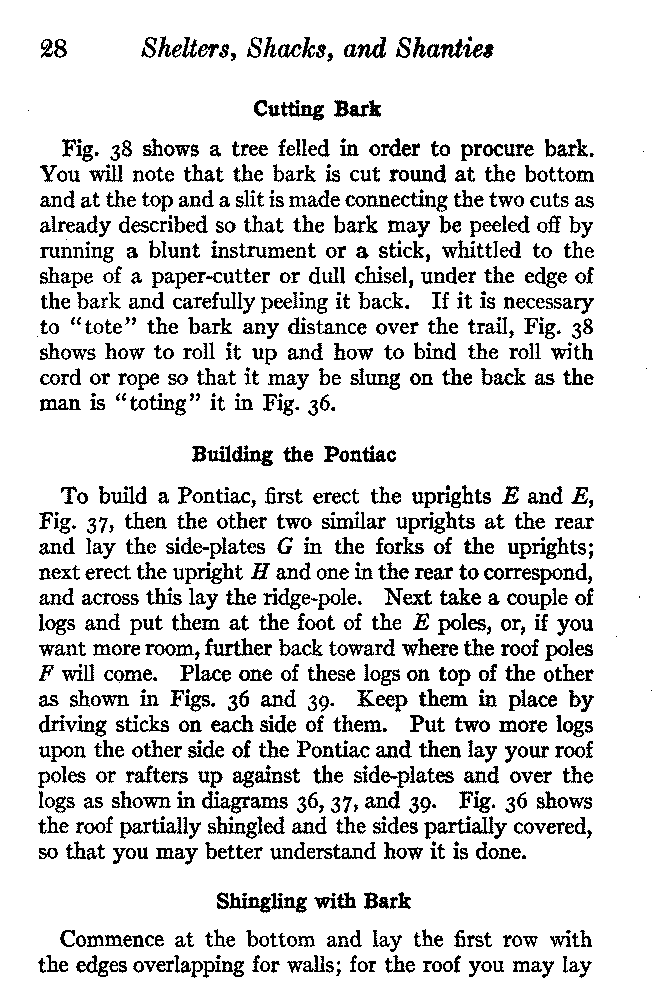 28 Shelters, Shacks, and Shanties
Cutting Bark
Fig. 38 shows a tree felled in order to procure bark.
You will note that the bark is cut round at the bottom
and at the top and a slit is made connecting the two cuts as
already described so that the bark may be peeled off by
running a blunt instrument or a stick, whittled to the
shape of a paper-cutter or dull chisel, under the edge of
the bark and carefully peeling it back. If it is necessary
to "tote" the bark any distance over the trail, Fig. 38
shows how to roll it up and how to bind the roll with
cord or rope so that it may be slung on the back as the
man is "toting" it in Fig. 36.
Building the Pontiac
To build a Pontiac, first erect the uprights E and E,
Fig. 37, then the other two similar uprights at the rear
and lay the side-plates G in the forks of the uprights;
next erect the upright H and one in the rear to correspond,
and across this lay the ridge-pole. Next take a couple of
logs and put them at the foot of the E poles, or, if you
want more room, further back toward where the roof poles
F will come. Place one of these logs on top of the other
as shown in Figs. 36 and 39. Keep them in place by
driving sticks on each side of them. Put two more logs
upon the other side of the Pontiac and then lay your roof
poles or rafters up against the side-plates and over the
logs as shown in diagrams 36, 37, and 39. Fig. 36 shows
the roof partially shingled and the sides partially covered,
so that you may better understand how it is done.
Shingling with Bark
Commence at the bottom and lay the first row with
the edges overlapping for walls; for the roof you may lay